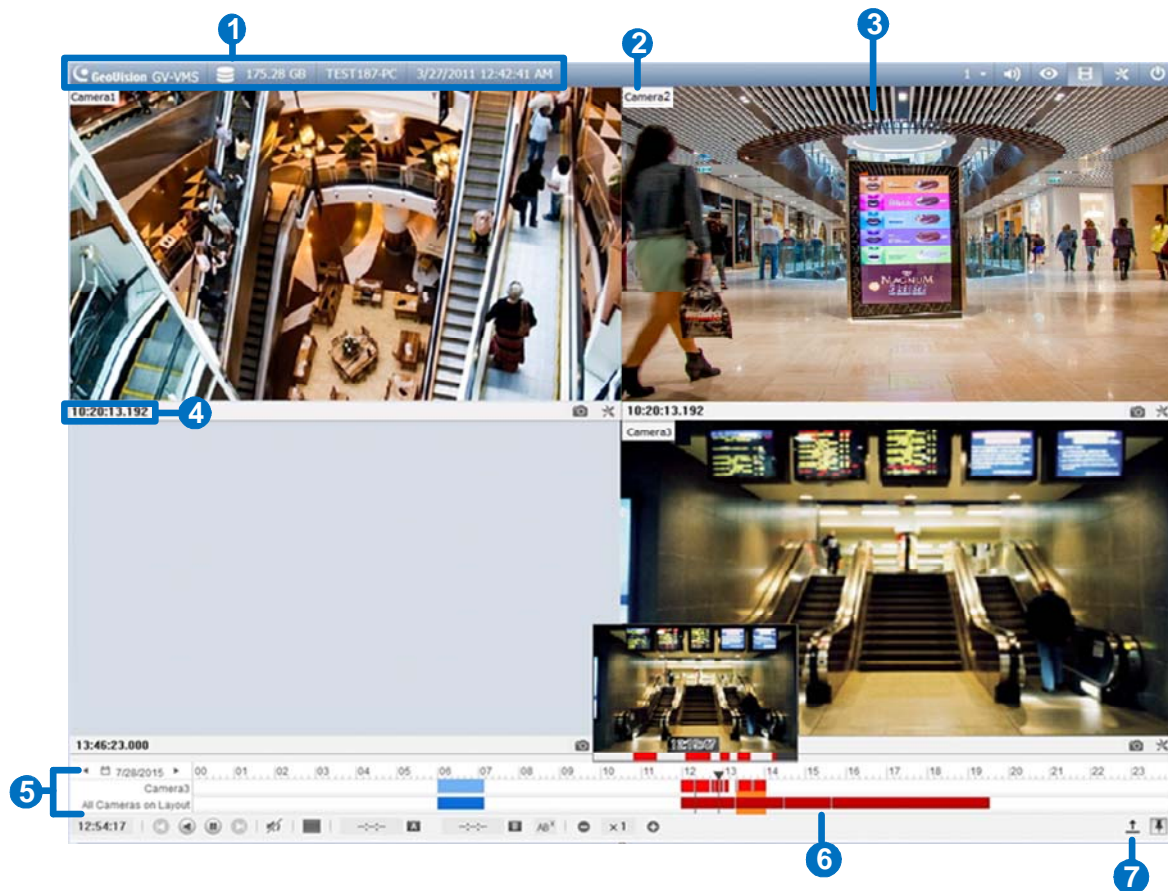 1
2
3
GeoVision GV-VMS 175.28 GB TEST187-PC 3/27/2011 12:42:41 AM 1
Camera1
Camera2
MAGNUM
10:20:13.192
4
10:20:13.192
Camera3
13:46:23.000
5
7/28/2015 00 01 02 03 04 05 06 07 08 09 10 11 12 13 14 15 16 17 18 19 20 21 22 23
Camera3
All Cameras on Layout
12:54:17 --:--:-- A --:--:-- B AB x 1
6
7